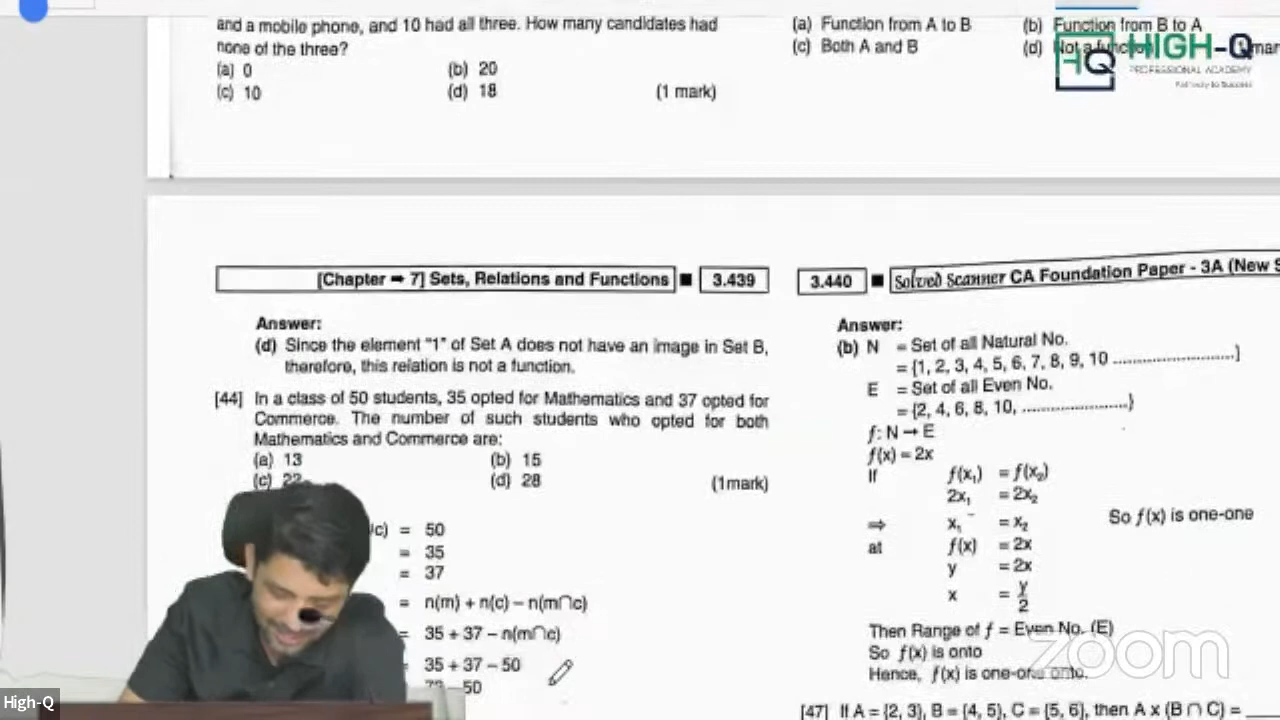 and a mobile phone, and 10 had all three. How many candidates had
none of the three?
(a) 0 (b) 20
(c) 10 (d) 18 (1 mark)
(a) Function from A to B (b) Function from B to A
(c) Both A and B (d) Not a function
HIGH-Q
PROFESSIONAL ACADEMY
Pathway to Success
[Chapter ➡ 7] Sets, Relations and Functions ■ 3.439
Answer:
(d) Since the element "1" of Set A does not have an image in Set B,
therefore, this relation is not a function.
[44] In a class of 50 students, 35 opted for Mathematics and 37 opted for
Commerce. The number of such students who opted for both
Mathematics and Commerce are:
(a) 13 (b) 15
(c) 22 (d) 28 (1mark)
c) = 50
= 35
= 37
= n(m) + n(c) – n(m∩c)
= 35 + 37 – n(m∩c)
= 35 + 37 – 50
– 50
3.440 ■ Solved Scanner CA Foundation Paper - 3A (New S
Answer:
(b) N = Set of all Natural No.
= {1, 2, 3, 4, 5, 6, 7, 8, 9, 10 ..............................}
E = Set of all Even No.
= {2, 4, 6, 8, 10, ..........................}
f: N → E
f(x) = 2x
If f(x₁) = f(x₂)
2x₁ = 2x₂
⇒ x₁ = x₂ So f(x) is one-one
at f(x) = 2x
y = 2x
x = y/2
Then Range of f = Even No. (E)
So f(x) is onto
Hence, f(x) is one-one onto.
[47] If A = {2, 3}, B = {4, 5}, C = {5, 6}, then A x (B ∩ C) = ___
zoom
High-Q